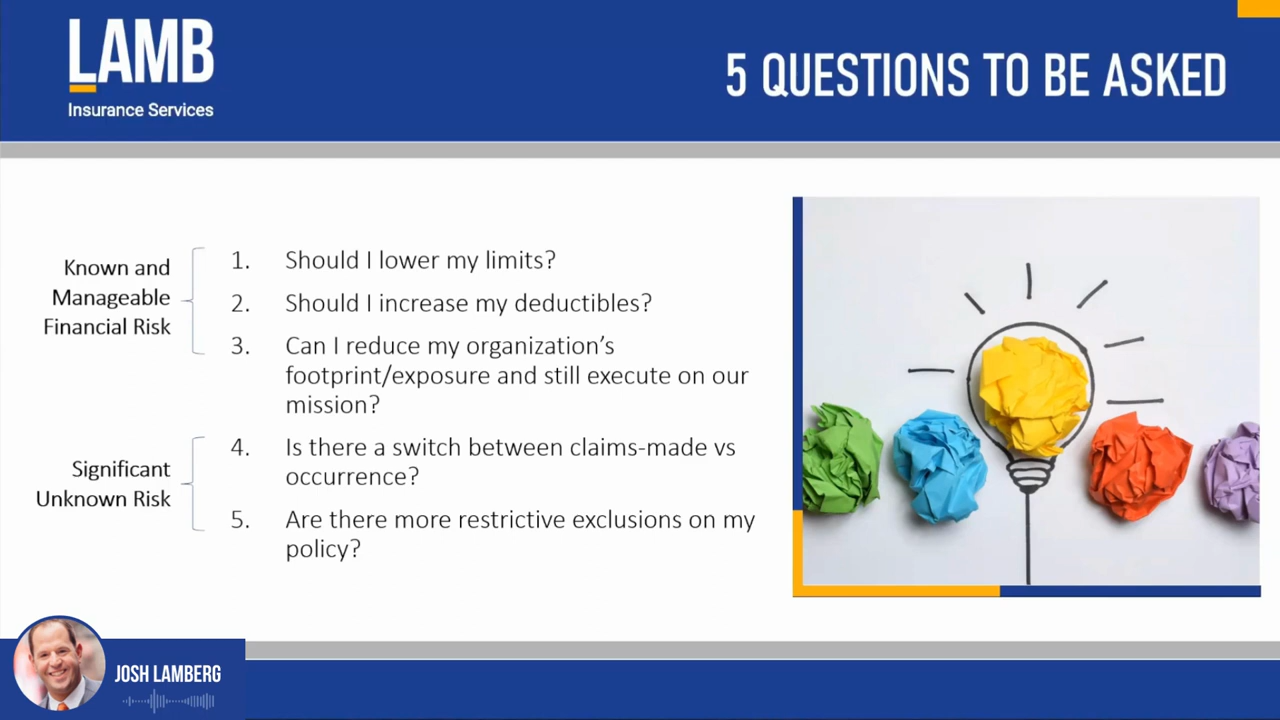 LAMB
Insurance Services
5 QUESTIONS TO BE ASKED
Known and
Manageable
Financial Risk
1. Should I lower my limits?
2. Should I increase my deductibles?
3. Can I reduce my organization's
footprint/exposure and still execute on our
mission?
Significant
Unknown Risk
4. Is there a switch between claims-made vs
occurrence?
5. Are there more restrictive exclusions on my
policy?
JOSH LAMBERG